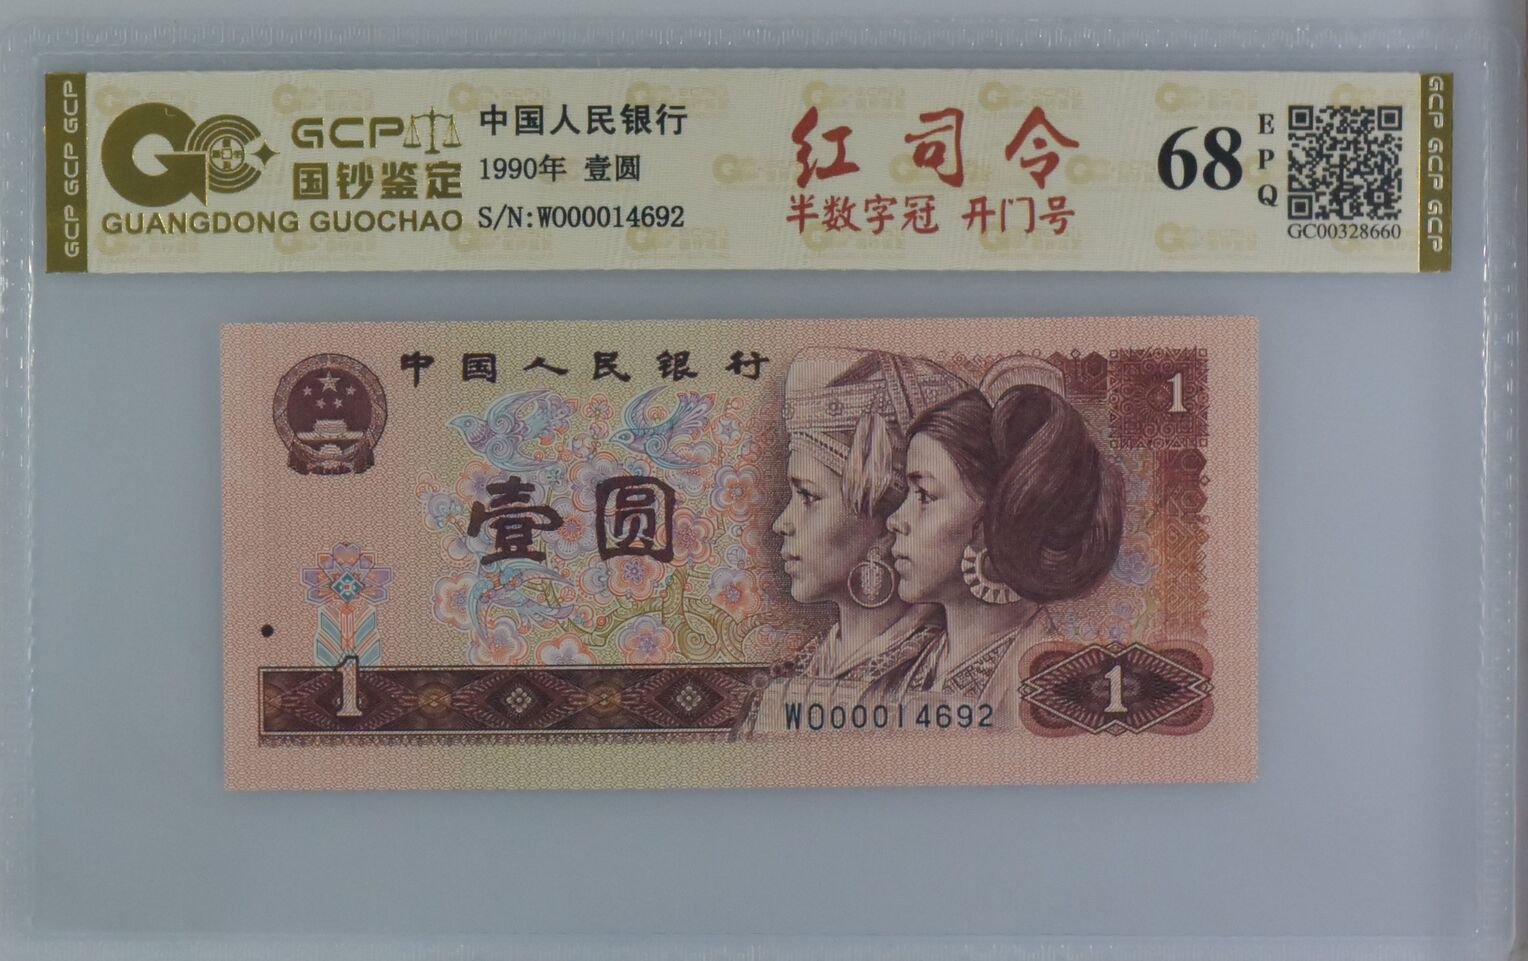 GCP GCP GCP
GCP
国钞鉴定
GUANGDONG GUOCHAO
中国人民银行
1990年 壹圆
S/N:W000014692
红司令
半数字冠 开门号
68
EPQ
GC00328660
GCP GCP GCP
中国人民银行
1
壹圆
1
W000014692
1